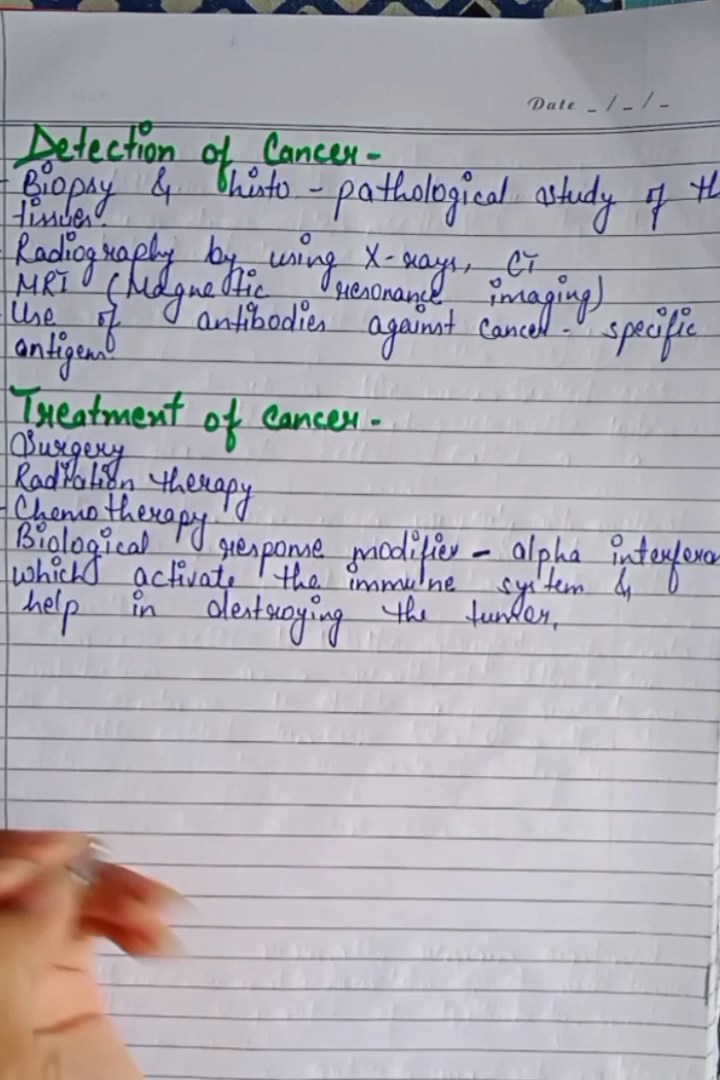 Date _ / _ / _
Detection of Cancer -
- Biopsy & histo - pathological study of th
tissues.
- Radiography by using X-rays, CT
MRI (Magnetic resonance imaging)
- Use of antibodies against cancer - specific
antigens.
Treatment of cancer -
Surgery
Radiation therapy
- Chemotherapy
Biological response modifier - alpha interfero
which activate the immune system &
help in destroying the tumor.